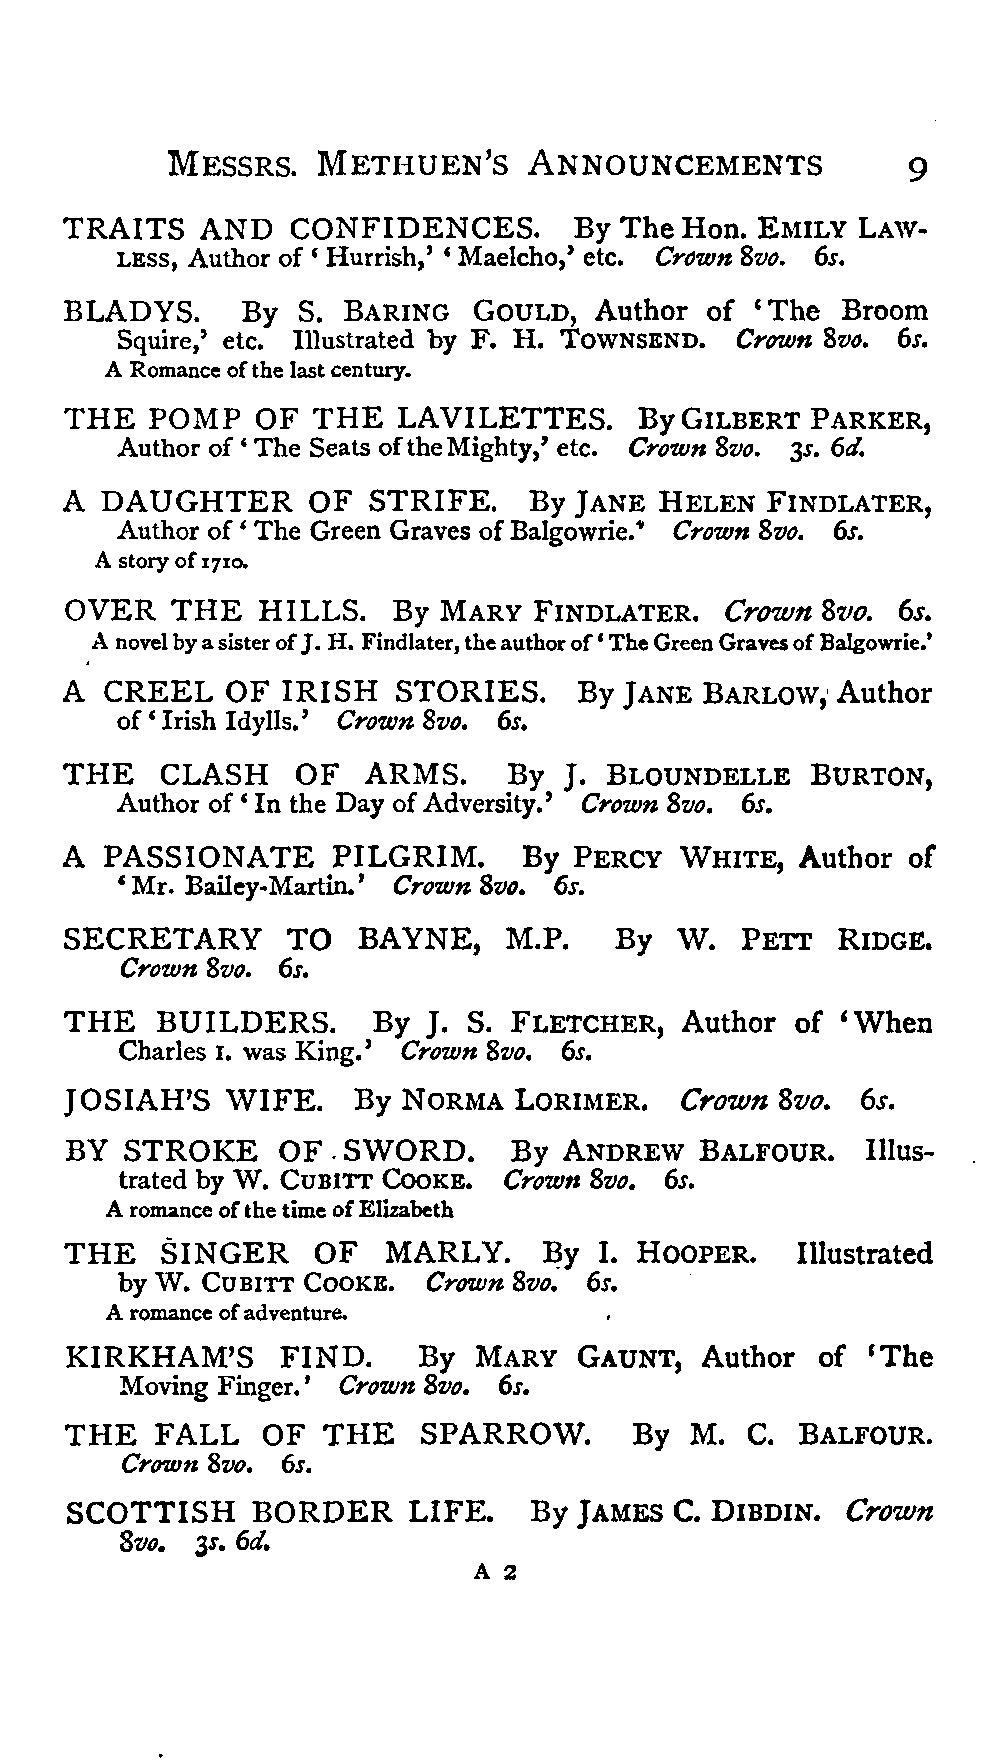 MESSRS. METHUEN'S ANNOUNCEMENTS 9
TRAITS AND CONFIDENCES. By The Hon. EMILY LAW-
LESS, Author of ‘Hurrish,’ ‘Maelcho,’ etc. Crown 8vo. 6s.
BLADYS. By S. BARING GOULD, Author of ‘The Broom
Squire,’ etc. Illustrated by F. H. TOWNSEND. Crown 8vo. 6s.
A Romance of the last century.
THE POMP OF THE LAVILETTES. By GILBERT PARKER,
Author of ‘The Seats of the Mighty,’ etc. Crown 8vo. 3s. 6d.
A DAUGHTER OF STRIFE. By JANE HELEN FINDLATER,
Author of ‘The Green Graves of Balgowrie.’ Crown 8vo. 6s.
A story of 1710.
OVER THE HILLS. By MARY FINDLATER. Crown 8vo. 6s.
A novel by a sister of J. H. Findlater, the author of ‘The Green Graves of Balgowrie.’
A CREEL OF IRISH STORIES. By JANE BARLOW, Author
of ‘Irish Idylls.’ Crown 8vo. 6s.
THE CLASH OF ARMS. By J. BLOUNDELLE BURTON,
Author of ‘In the Day of Adversity.’ Crown 8vo. 6s.
A PASSIONATE PILGRIM. By PERCY WHITE, Author of
‘Mr. Bailey-Martin.’ Crown 8vo. 6s.
SECRETARY TO BAYNE, M.P. By W. PETT RIDGE.
Crown 8vo. 6s.
THE BUILDERS. By J. S. FLETCHER, Author of ‘When
Charles I. was King.’ Crown 8vo. 6s.
JOSIAH'S WIFE. By NORMA LORIMER. Crown 8vo. 6s.
BY STROKE OF SWORD. By ANDREW BALFOUR. Illus-
trated by W. CUBITT COOKE. Crown 8vo. 6s.
A romance of the time of Elizabeth
THE SINGER OF MARLY. By I. HOOPER. Illustrated
by W. CUBITT COOKE. Crown 8vo. 6s.
A romance of adventure.
KIRKHAM'S FIND. By MARY GAUNT, Author of ‘The
Moving Finger.’ Crown 8vo. 6s.
THE FALL OF THE SPARROW. By M. C. BALFOUR.
Crown 8vo. 6s.
SCOTTISH BORDER LIFE. By JAMES C. DIBDIN. Crown
8vo. 3s. 6d.
A 2